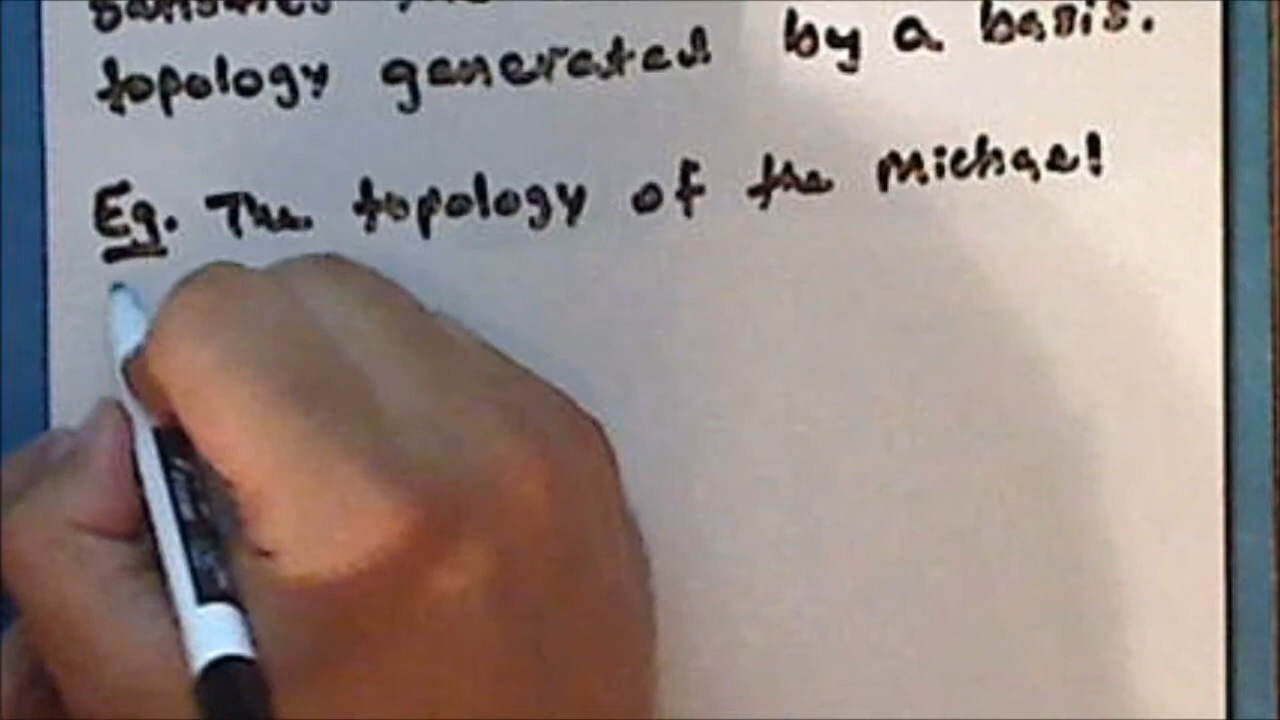 topology generated by a basis.
Eg. The topology of the Michael